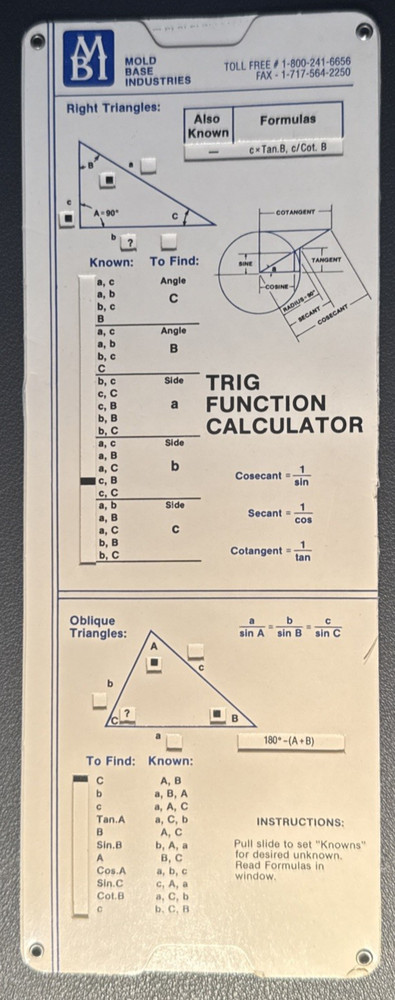 MBI
MOLD
BASE
INDUSTRIES
TOLL FREE # 1-800-241-6656
FAX - 1-717-564-2250
Right Triangles:
Also
Known
Formulas
—
c × Tan.B, c/Cot. B
B
a
c
A=90°
C
b
?
COTANGENT
SINE
TANGENT
COSINE
a
RADIUS=90°
SECANT
COSECANT
Known: To Find:
a, c Angle
a, b C
b, c
B
a, c Angle
a, b B
b, c
C
b, c Side
c, C a
c, B
b, B
b, C
a, c Side
a, B b
a, C
c, B
c, C
a, b Side
a, B c
a, C
b, B
b, C
TRIG
FUNCTION
CALCULATOR
Cosecant = 1/sin
Secant = 1/cos
Cotangent = 1/tan
Oblique
Triangles:
a/sin A = b/sin B = c/sin C
A
c
b
C ?
B
a
180° - (A + B)
To Find: Known:
C A, B
b a, B, A
c a, A, C
Tan.A a, C, b
B A, C
Sin.B b, A, a
A B, C
Cos.A a, b, c
Sin.C c, A, a
Cot.B a, C, b
c b, C, B
INSTRUCTIONS:
Pull slide to set "Knowns"
for desired unknown.
Read Formulas in
window.